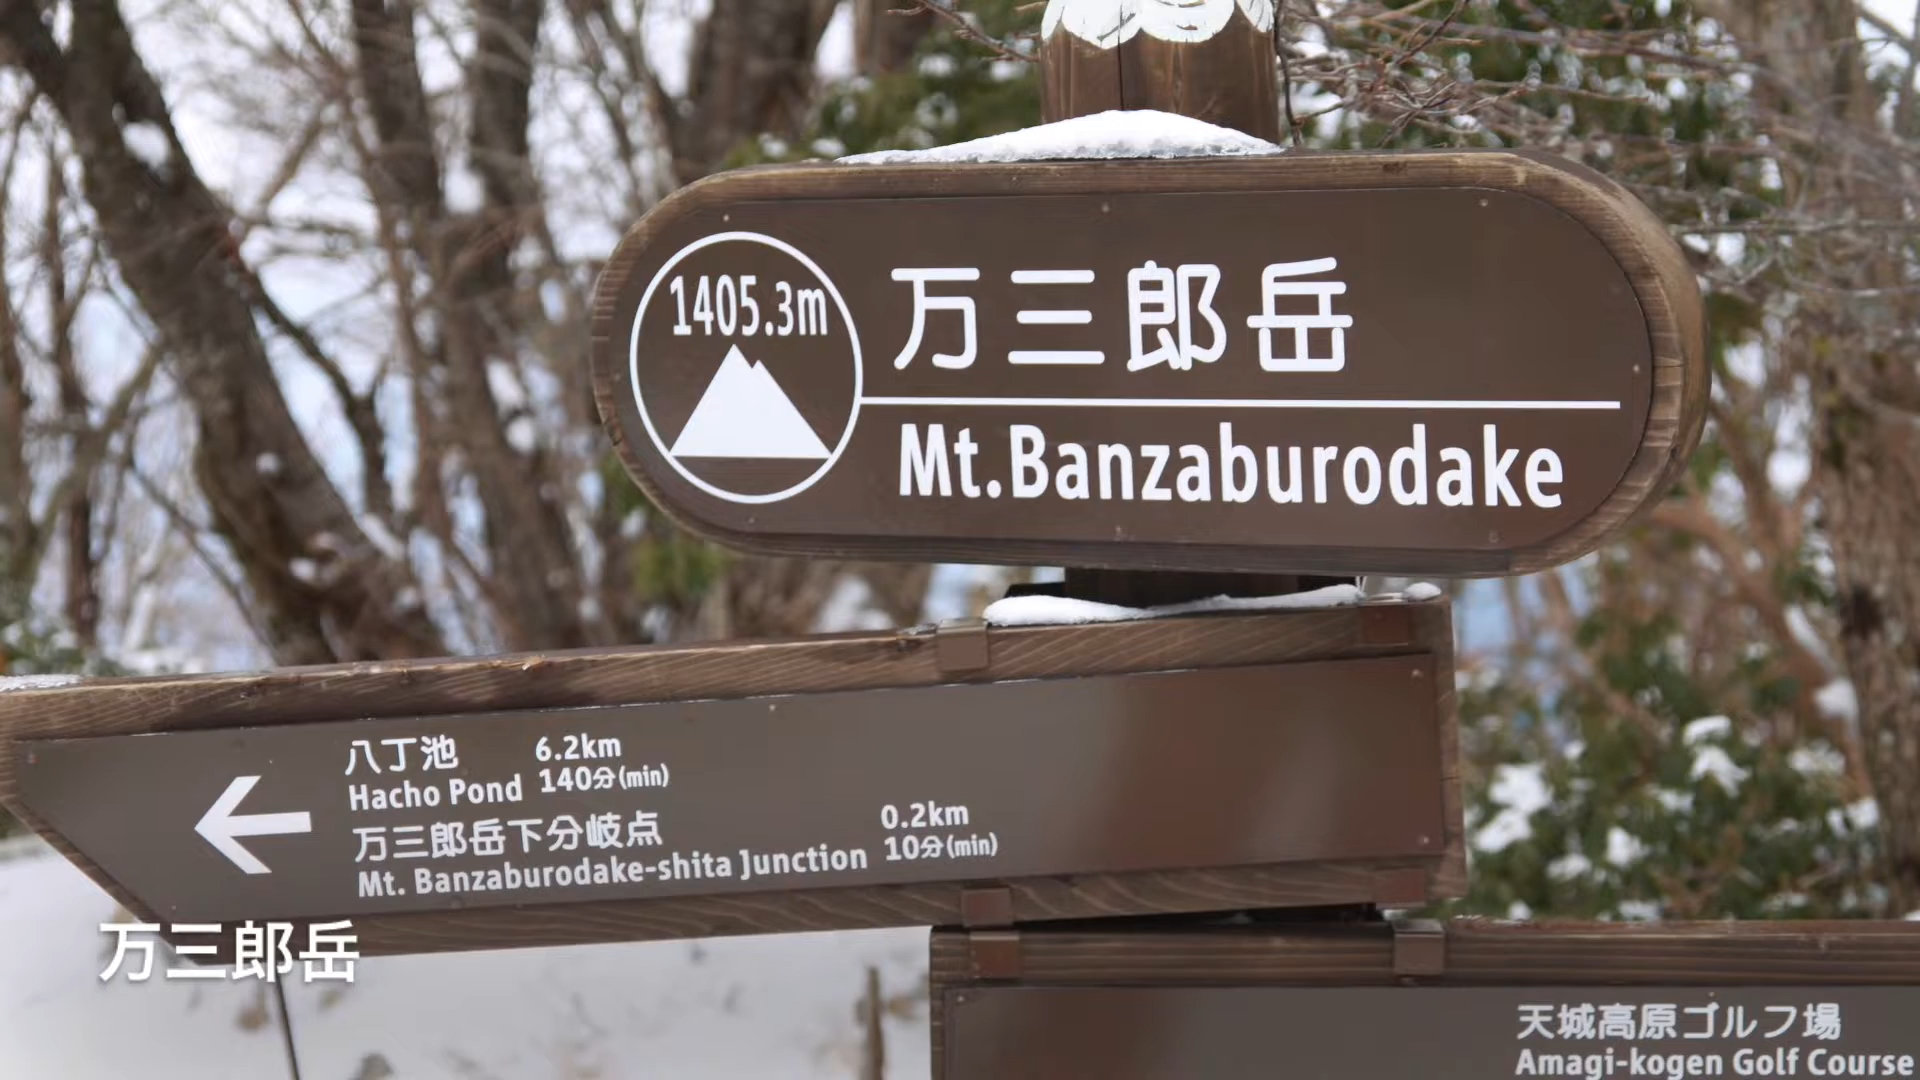 1405.3m
万三郎岳
Mt.Banzaburodake
八丁池 6.2km
Hacho Pond 140分(min)
万三郎岳下分岐点 0.2km
Mt. Banzaburodake-shita Junction 10分(min)
万三郎岳
天城高原ゴルフ場
Amagi-kogen Golf Course